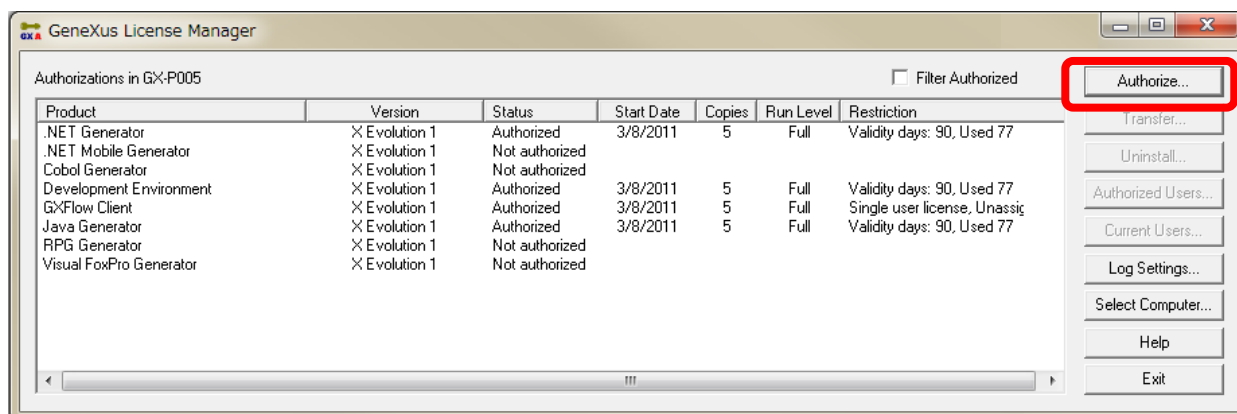 GeneXus License Manager
Authorizations in GX-P005
Filter Authorized
Authorize...
Product Version Status Start Date Copies Run Level Restriction
.NET Generator X Evolution 1 Authorized 3/8/2011 5 Full Validity days: 90, Used 77
.NET Mobile Generator X Evolution 1 Not authorized
Cobol Generator X Evolution 1 Not authorized
Development Environment X Evolution 1 Authorized 3/8/2011 5 Full Validity days: 90, Used 77
GXFlow Client X Evolution 1 Authorized 3/8/2011 5 Full Single user license, Unassig
Java Generator X Evolution 1 Authorized 3/8/2011 5 Full Validity days: 90, Used 77
RPG Generator X Evolution 1 Not authorized
Visual FoxPro Generator X Evolution 1 Not authorized
Transfer...
Uninstall...
Authorized Users...
Current Users...
Log Settings...
Select Computer...
Help
Exit